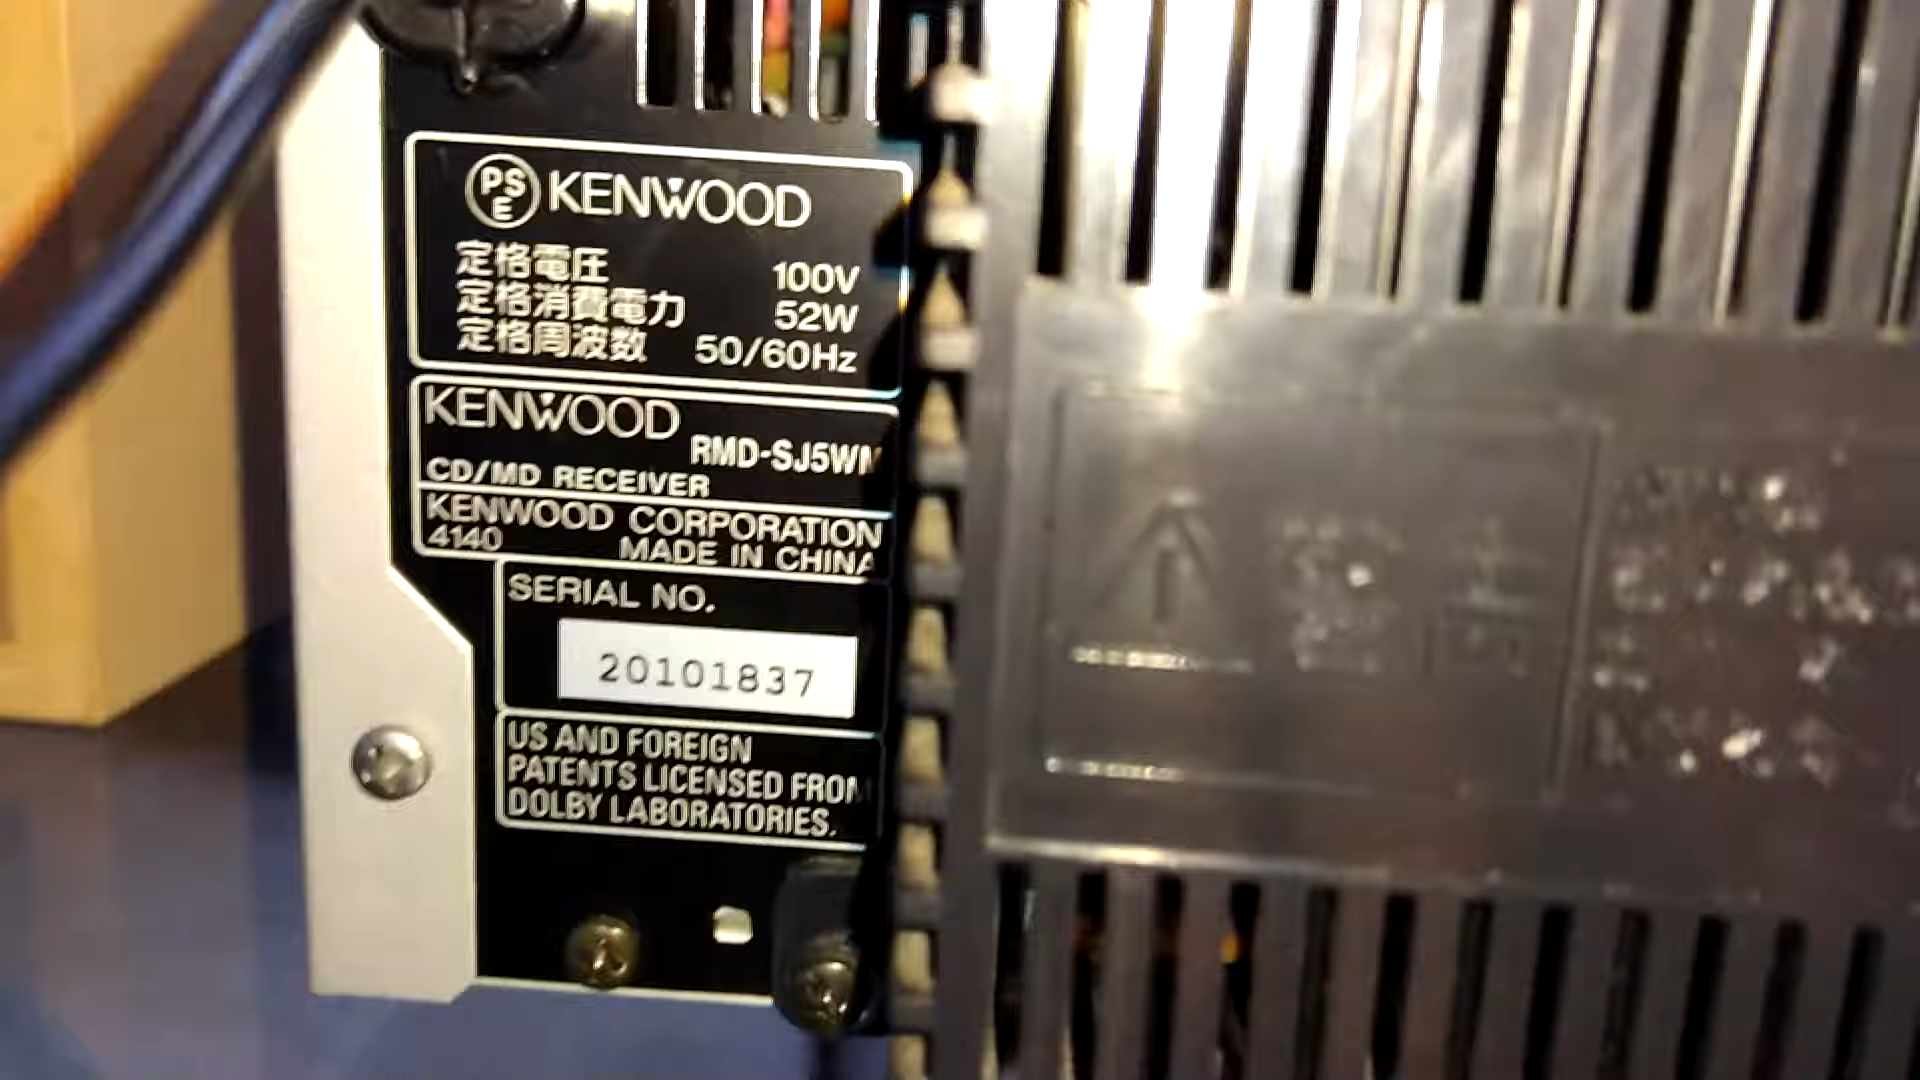 PS E KENWOOD
定格電圧 100V
定格消費電力 52W
定格周波数 50/60Hz
KENWOOD
RMD-SJ5WM
CD/MD RECEIVER
KENWOOD CORPORATION
4140 MADE IN CHINA
SERIAL NO.
20101837
US AND FOREIGN
PATENTS LICENSED FROM
DOLBY LABORATORIES.